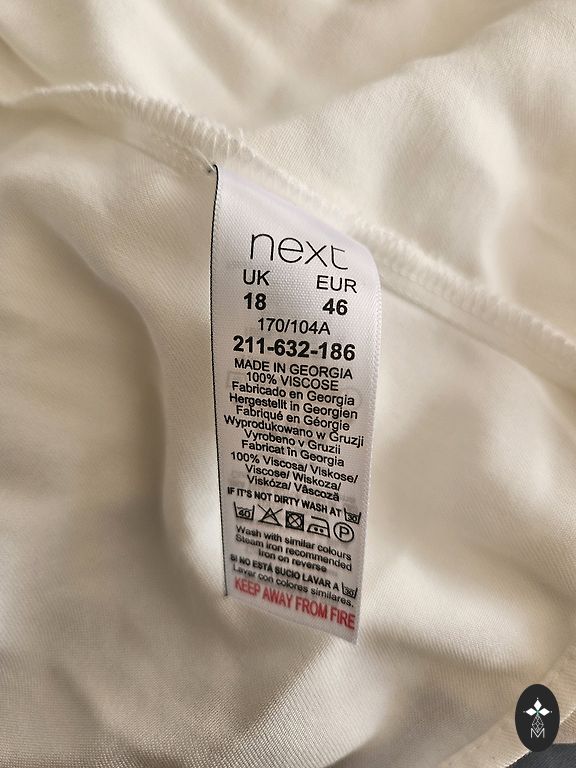 next
UK EUR
18 46
170/104A
211-632-186
MADE IN GEORGIA
100% VISCOSE
Fabricado en Georgia
Hergestellt in Georgien
Fabriqué en Géorgie
Wyprodukowano w Gruzji
Vyrobeno v Gruzii
Fabricat în Georgia
100% Viscosa/ Viskose/
Viscose/ Wiskoza/
Viskóza/ Vâscoză
IF IT'S NOT DIRTY WASH AT 30
40 P
Wash with similar colours
Steam iron recommended
Iron on reverse
SI NO ESTÁ SUCIO LAVAR A 30
Lavar con colores similares.
KEEP AWAY FROM FIRE
M